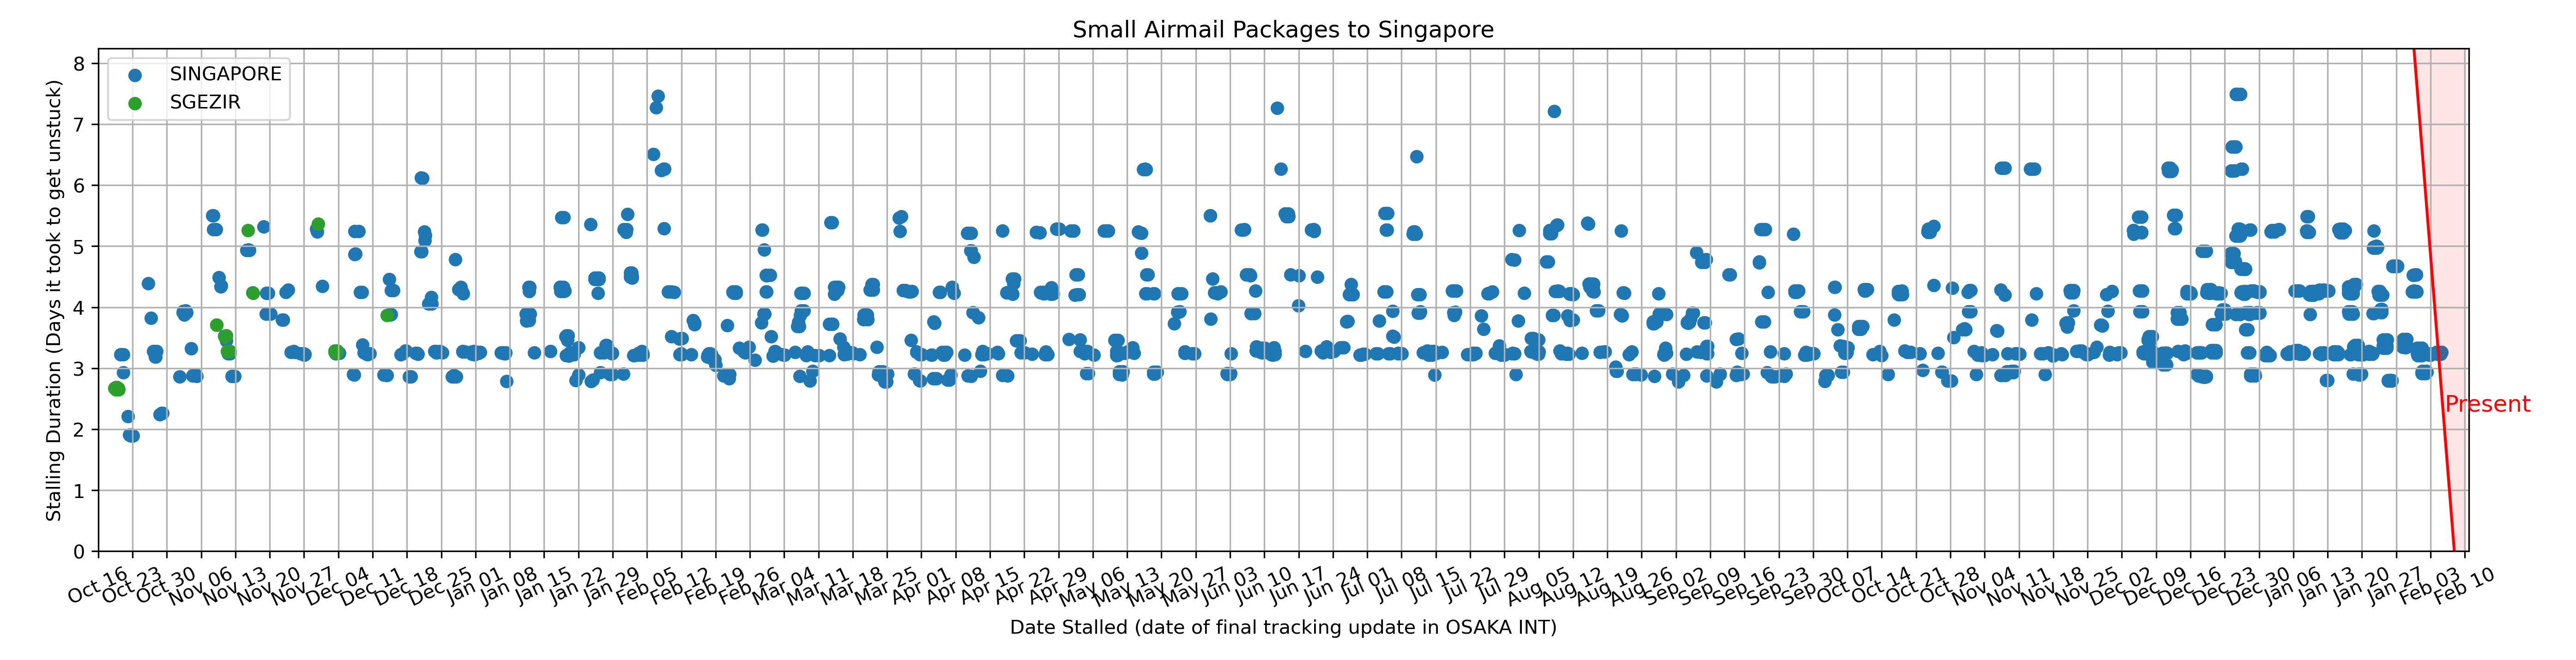 Small Airmail Packages to Singapore
SINGAPORE
SGEZIR
Stalling Duration (Days it took to get unstuck)
8
7
6
5
4
3
2
1
0
Present
Oct 16
Oct 23
Oct 30
Nov 06
Nov 13
Nov 20
Nov 27
Dec 04
Dec 11
Dec 18
Dec 25
Jan 01
Jan 08
Jan 15
Jan 22
Jan 29
Feb 05
Feb 12
Feb 19
Feb 26
Mar 04
Mar 11
Mar 18
Mar 25
Apr 01
Apr 08
Apr 15
Apr 22
Apr 29
May 06
May 13
May 20
May 27
Jun 03
Jun 10
Jun 17
Jun 24
Jul 01
Jul 08
Jul 15
Jul 22
Jul 29
Aug 05
Aug 12
Aug 19
Aug 26
Sep 02
Sep 09
Sep 16
Sep 23
Sep 30
Oct 07
Oct 14
Oct 21
Oct 28
Nov 04
Nov 11
Nov 18
Nov 25
Dec 02
Dec 09
Dec 16
Dec 23
Dec 30
Jan 06
Jan 13
Jan 20
Jan 27
Feb 03
Feb 10
Date Stalled (date of final tracking update in OSAKA INT)